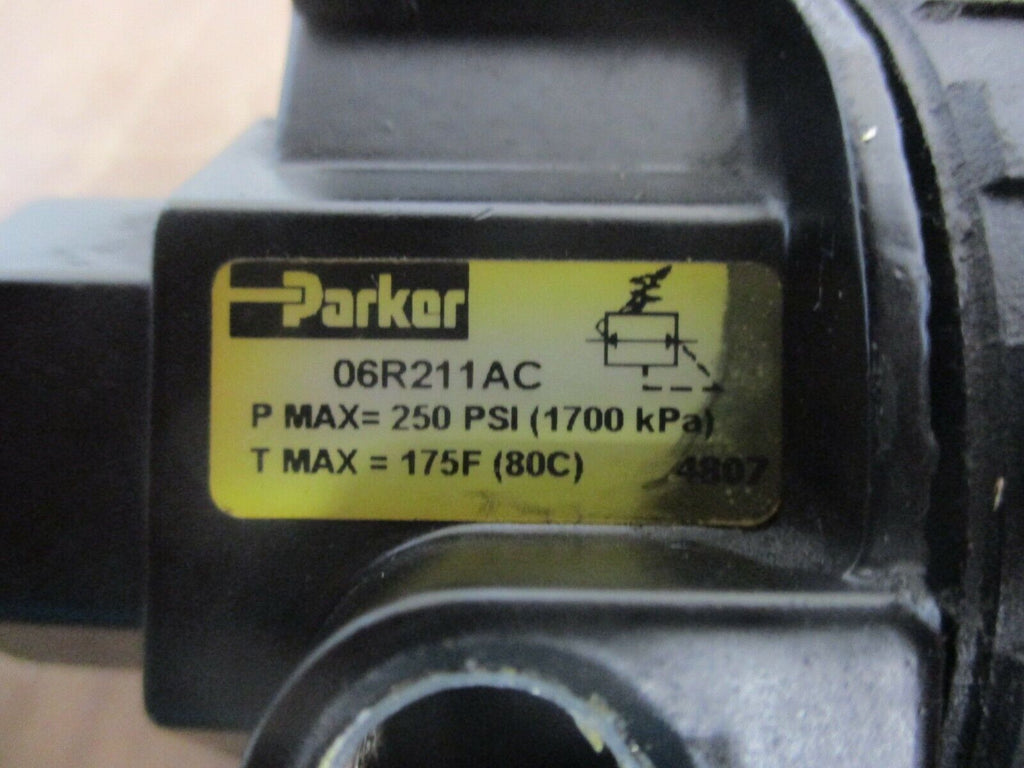 Parker
06R211AC
P MAX= 250 PSI (1700 kPa)
T MAX = 175F (80C)
4807